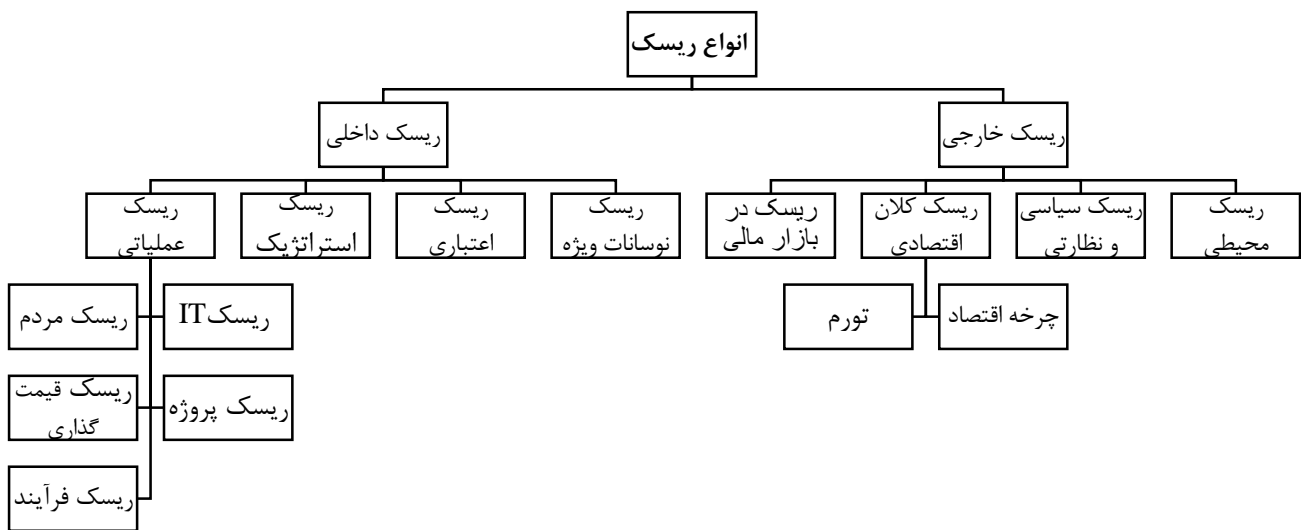 انواع ریسک
ریسک خارجی
ریسک داخلی
ریسک
محیطی
ریسک سیاسی
و نظارتی
ریسک کلان
اقتصادی
ریسک در
بازار مالی
ریسک
نوسانات ویژه
ریسک
اعتباری
ریسک
استراتژیک
ریسک
عملیاتی
چرخه اقتصاد
تورم
ریسکIT
ریسک مردم
ریسک پروژه
ریسک قیمت
گذاری
ریسک فرآیند